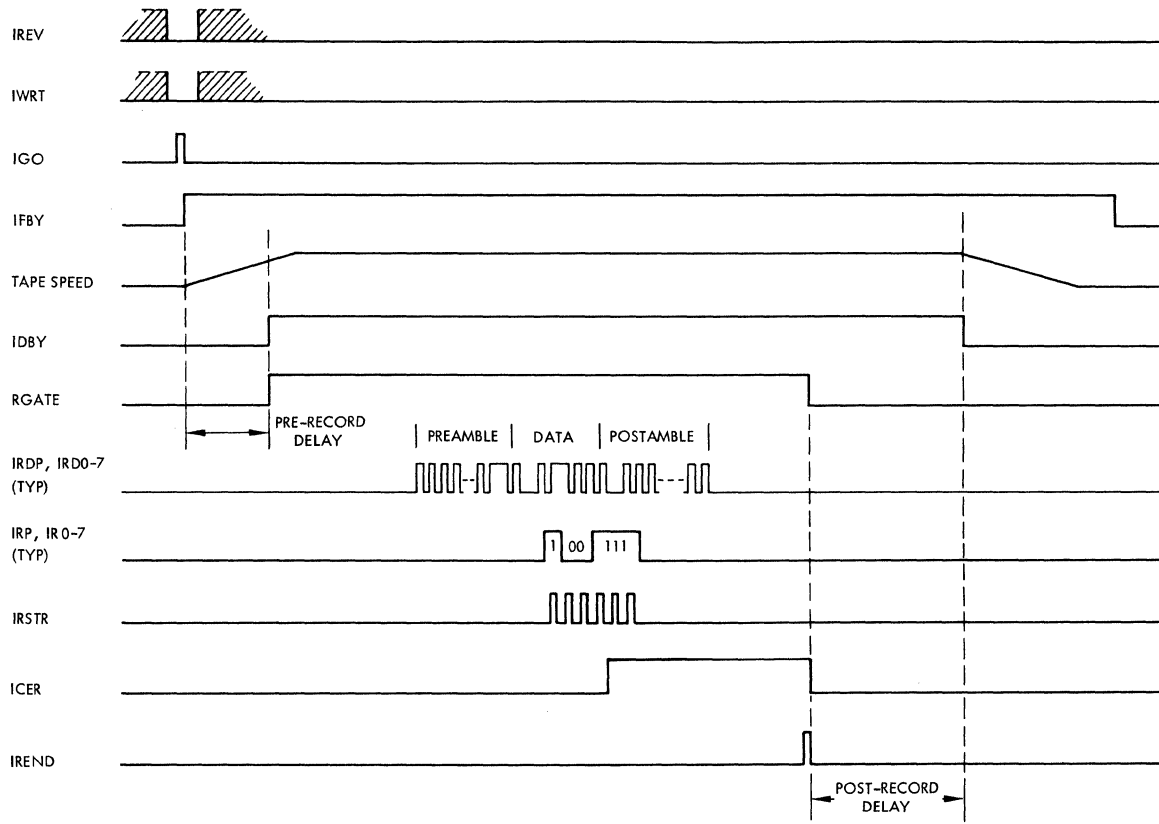 IREV
IWRT
IGO
IFBY
TAPE SPEED
IDBY
RGATE
PRE-RECORD
DELAY
PREAMBLE
DATA
POSTAMBLE
IRDP, IRD0-7
(TYP)
IRP, IR0-7
(TYP)
1 00 111
IRSTR
ICER
IREND
POST-RECORD
DELAY